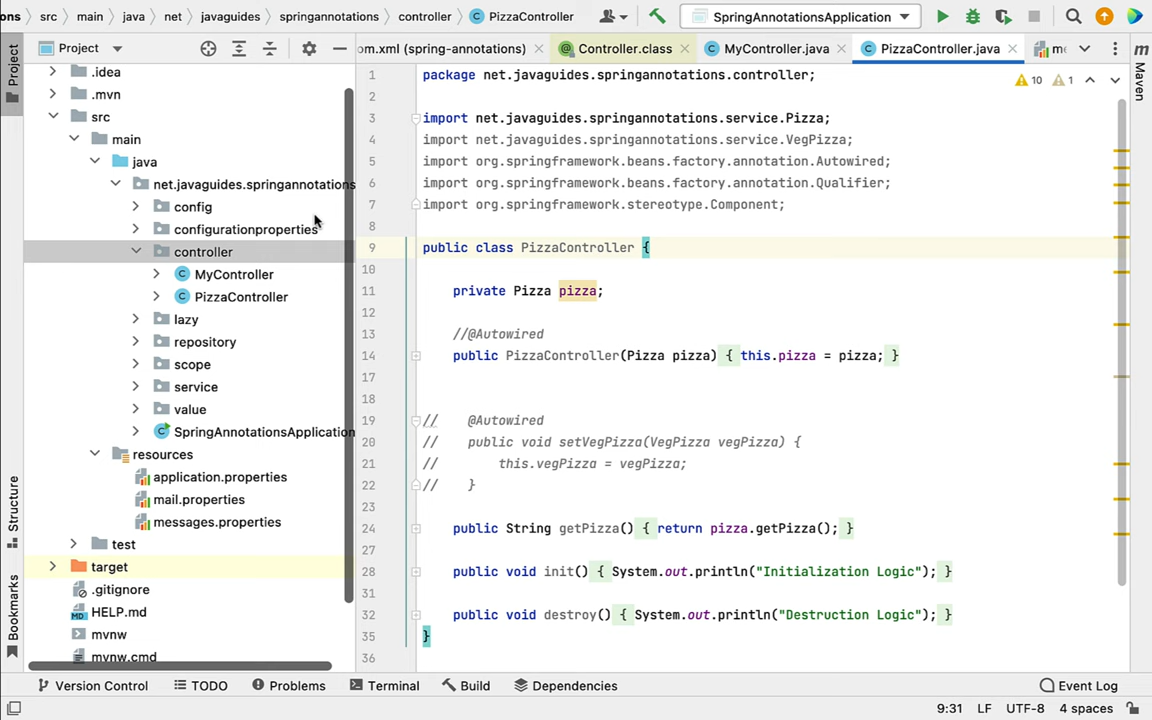 ons > src > main > java > net > javaguides > springannotations > controller > PizzaController
SpringAnnotationsApplication
Project
om.xml (spring-annotations)
Controller.class
MyController.java
PizzaController.java
me
Project
Structure
Bookmarks
.idea
.mvn
src
main
java
net.javaguides.springannotations
config
configurationproperties
controller
MyController
PizzaController
lazy
repository
scope
service
value
SpringAnnotationsApplication
resources
application.properties
mail.properties
messages.properties
test
target
.gitignore
HELP.md
mvnw
mvnw.cmd
1 package net.javaguides.springannotations.controller;
2
3 import net.javaguides.springannotations.service.Pizza;
4 import net.javaguides.springannotations.service.VegPizza;
5 import org.springframework.beans.factory.annotation.Autowired;
6 import org.springframework.beans.factory.annotation.Qualifier;
7 import org.springframework.stereotype.Component;
8
9 public class PizzaController {
10
11 private Pizza pizza;
12
13 //@Autowired
14 public PizzaController(Pizza pizza) { this.pizza = pizza; }
17
18
19 // @Autowired
20 // public void setVegPizza(VegPizza vegPizza) {
21 // this.vegPizza = vegPizza;
22 // }
23
24 public String getPizza() { return pizza.getPizza(); }
27
28 public void init() { System.out.println("Initialization Logic"); }
31
32 public void destroy() { System.out.println("Destruction Logic"); }
35 }
36
10 1
m
Maven
Version Control
TODO
Problems
Terminal
Build
Dependencies
Event Log
9:31 LF UTF-8 4 spaces